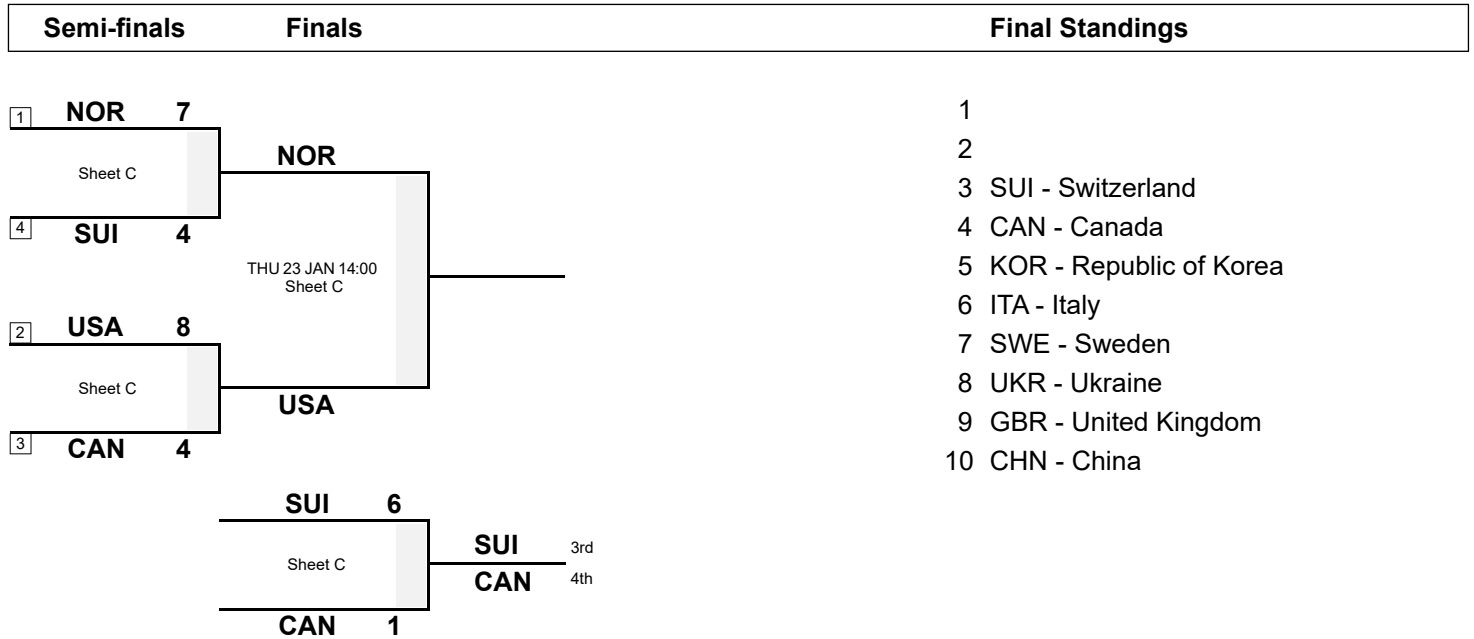 Semi-finals Finals Final Standings
1 NOR 7
Sheet C
4 SUI 4
NOR
THU 23 JAN 14:00
Sheet C
USA
2 USA 8
Sheet C
3 CAN 4
SUI 6
Sheet C
CAN 1
SUI 3rd
CAN 4th
1
2
3 SUI - Switzerland
4 CAN - Canada
5 KOR - Republic of Korea
6 ITA - Italy
7 SWE - Sweden
8 UKR - Ukraine
9 GBR - United Kingdom
10 CHN - China